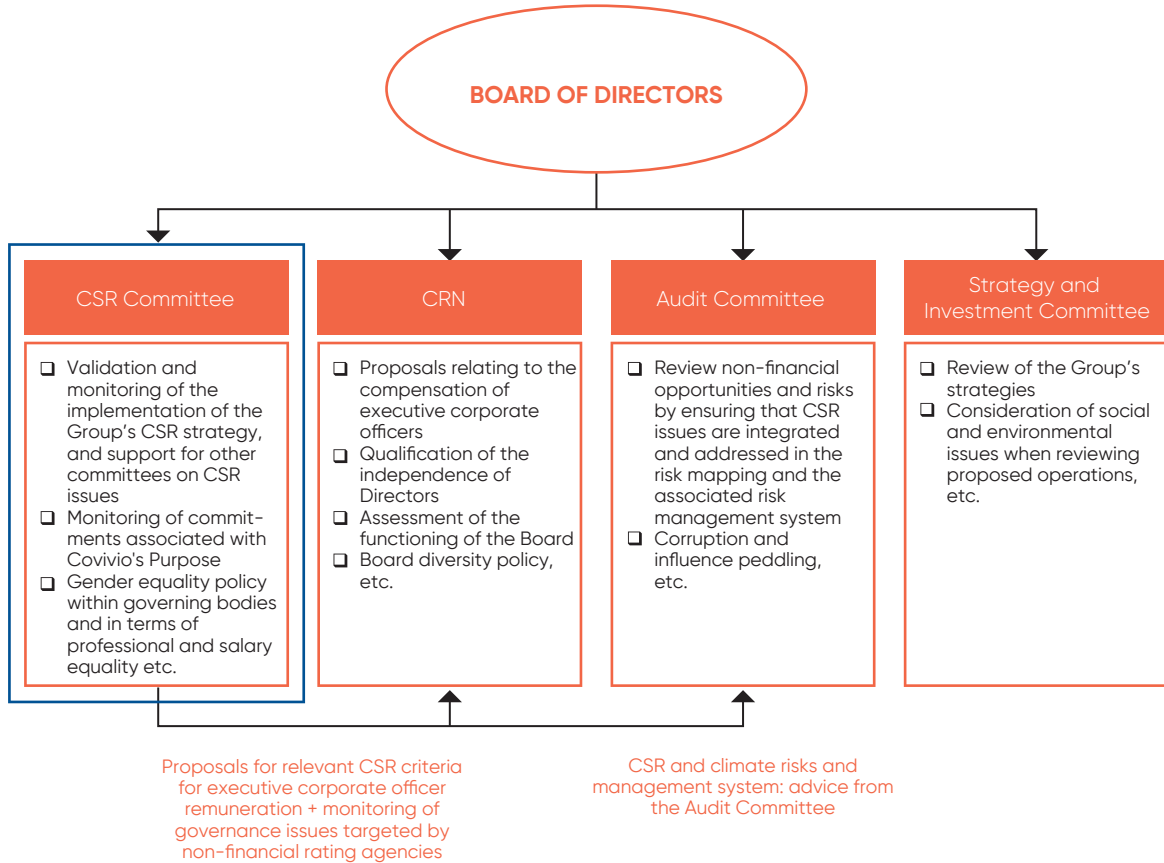 BOARD OF DIRECTORS
CSR Committee
Validation and
monitoring of the
implementation of the
Group's CSR strategy,
and support for other
committees on CSR
issues
Monitoring of commit-
ments associated with
Covivio's Purpose
Gender equality policy
within governing bodies
and in terms of
professional and salary
equality etc.
CRN
Proposals relating to the
compensation of
executive corporate
officers
Qualification of the
independence of
Directors
Assessment of the
functioning of the Board
Board diversity policy,
etc.
Audit Committee
Review non-financial
opportunities and risks
by ensuring that CSR
issues are integrated
and addressed in the
risk mapping and the
associated risk
management system
Corruption and
influence peddling,
etc.
Strategy and
Investment Committee
Review of the Group's
strategies
Consideration of social
and environmental
issues when reviewing
proposed operations,
etc.
Proposals for relevant CSR criteria
for executive corporate officer
remuneration + monitoring of
governance issues targeted by
non-financial rating agencies
CSR and climate risks and
management system: advice from
the Audit Committee